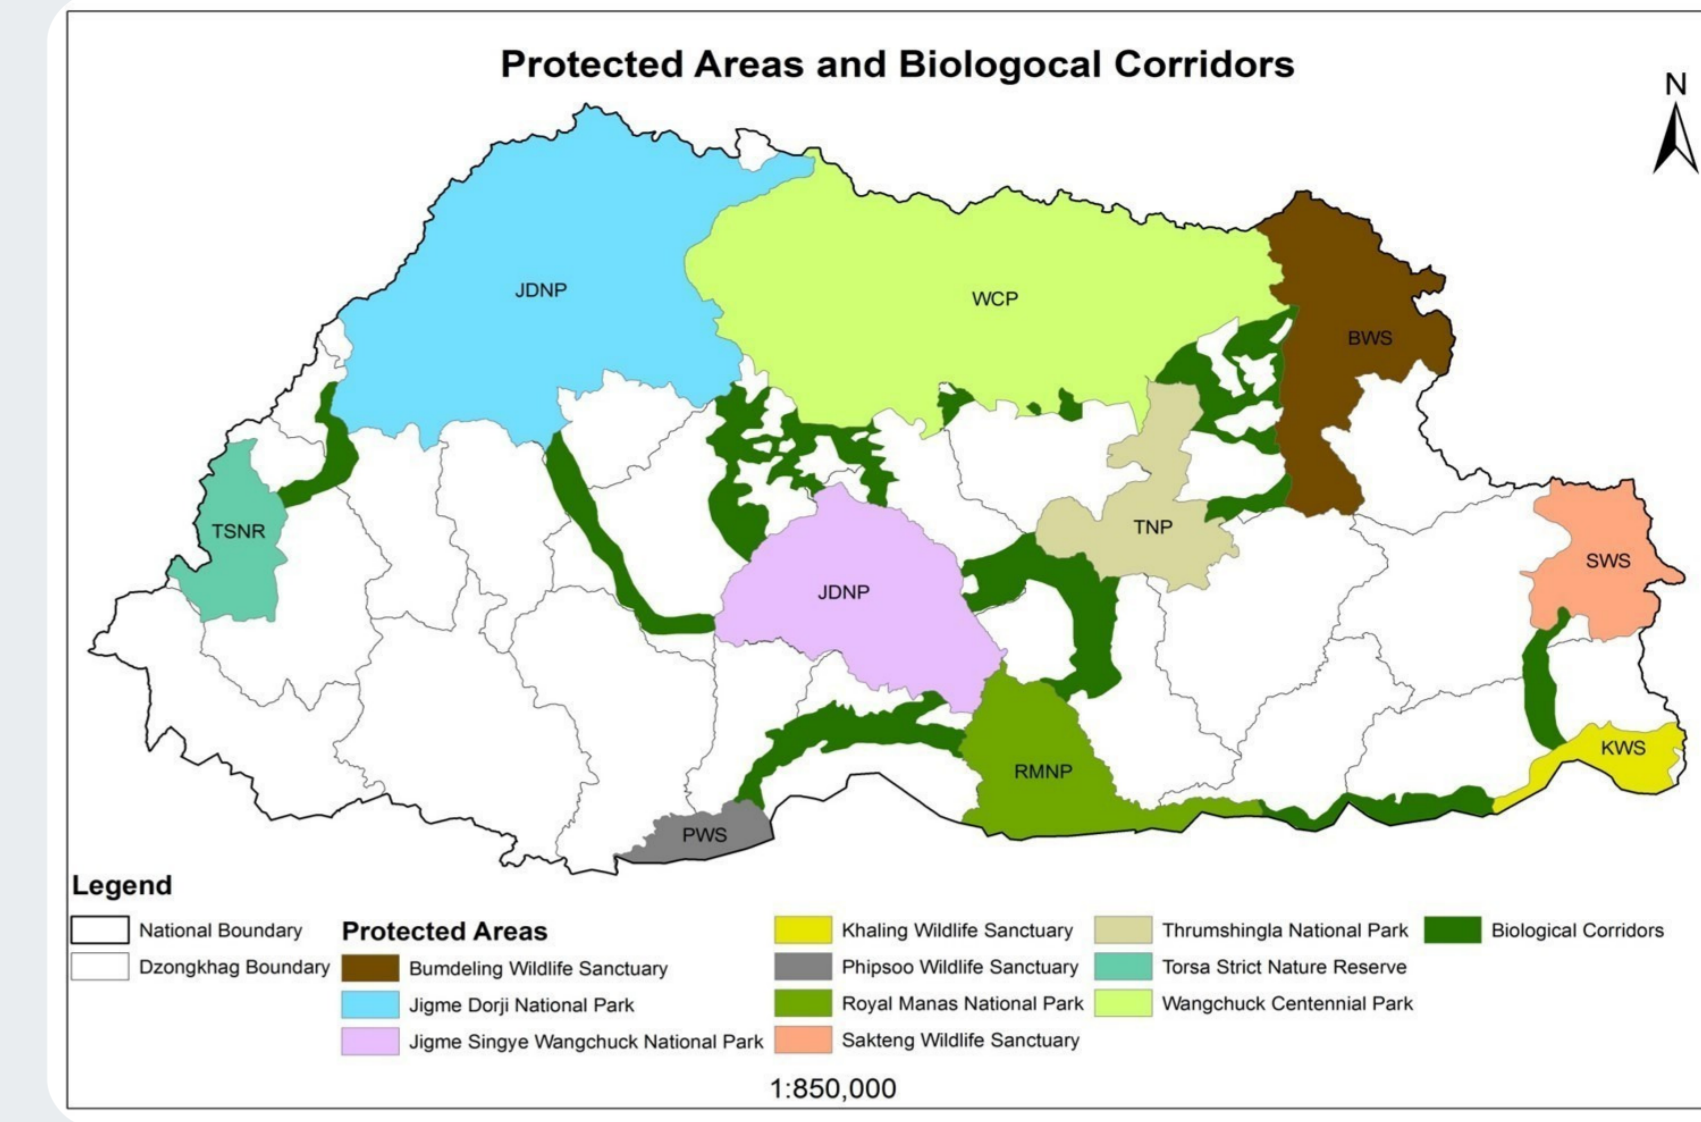 Protected Areas and Biologocal Corridors
N
JDNP
WCP
BWS
TSNR
TNP
SWS
JDNP
KWS
RMNP
PWS
Legend
National Boundary
Dzongkhag Boundary
Protected Areas
Bumdeling Wildlife Sanctuary
Jigme Dorji National Park
Jigme Singye Wangchuck National Park
Khaling Wildlife Sanctuary
Phipsoo Wildlife Sanctuary
Royal Manas National Park
Sakteng Wildlife Sanctuary
Thrumshingla National Park
Torsa Strict Nature Reserve
Wangchuck Centennial Park
Biological Corridors
1:850,000